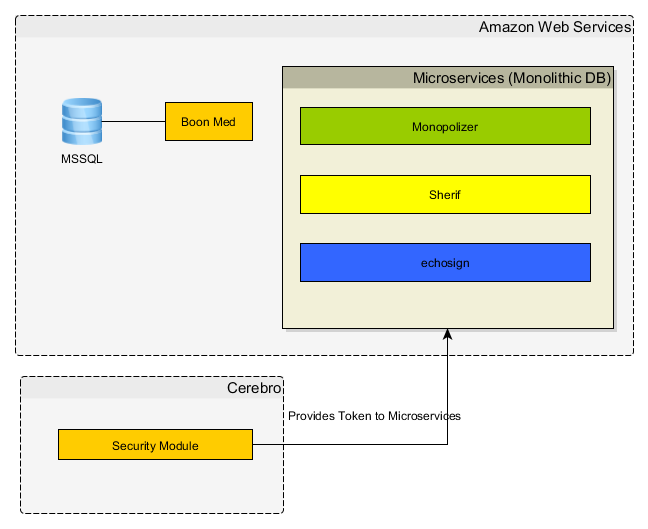 Amazon Web Services
Microservices (Monolithic DB)
Monopolizer
Boon Med
MSSQL
Sherif
echosign
Cerebro
Provides Token to Microservices
Security Module